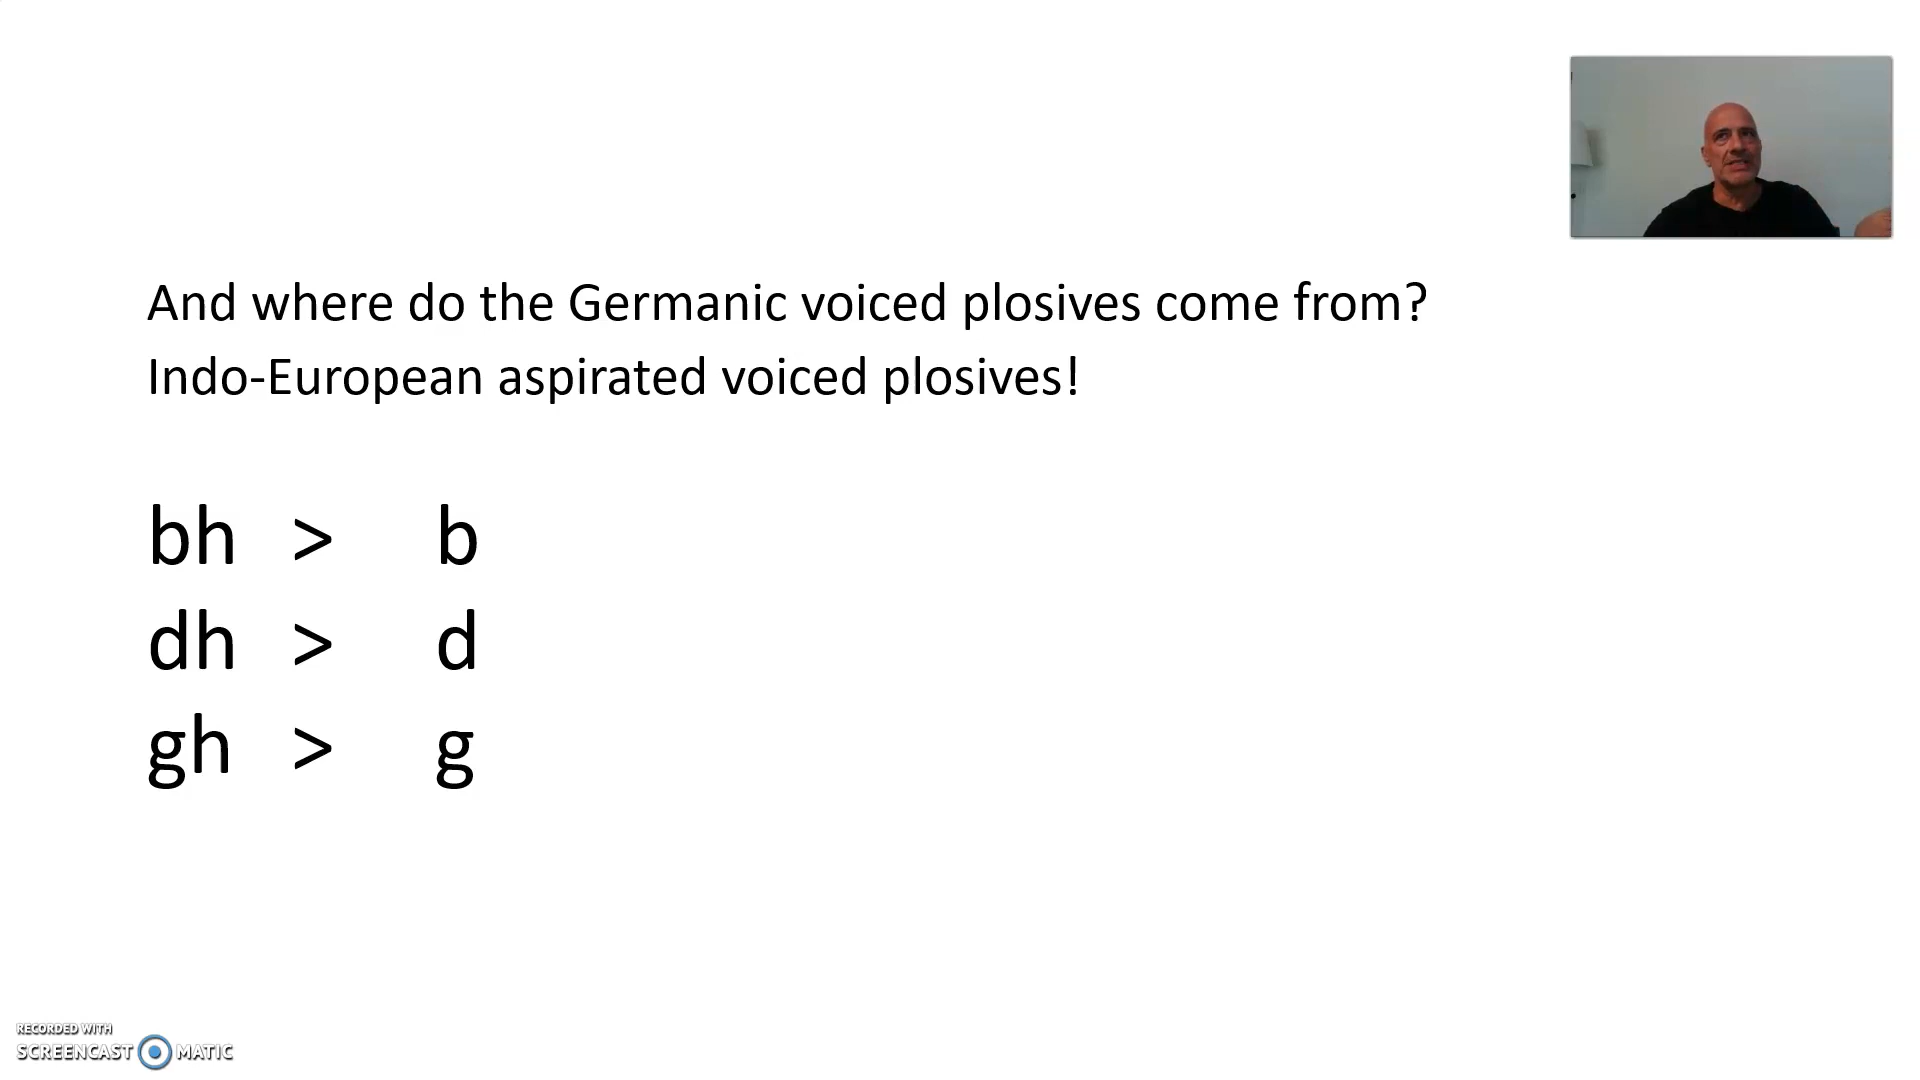 And where do the Germanic voiced plosives come from?
Indo-European aspirated voiced plosives!
bh > b
dh > d
gh > g
RECORDED WITH
SCREENCAST MATIC